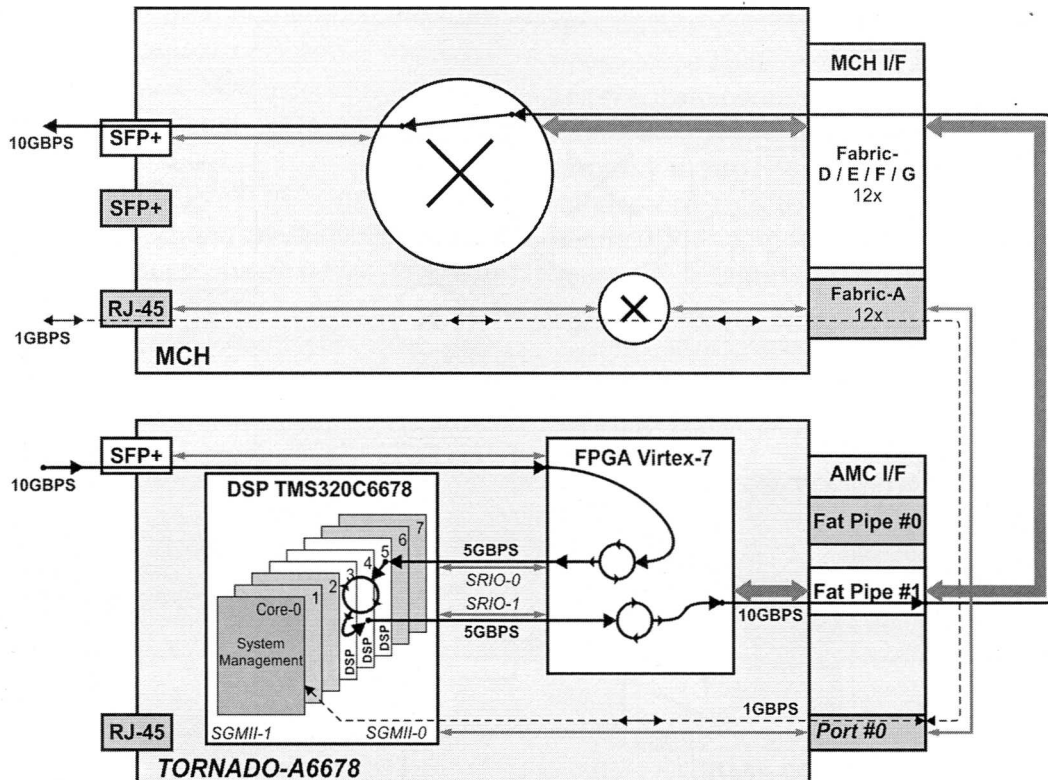 MCH I/F
10GBPS
SFP+
Fabric-
D / E / F / G
12x
SFP+
RJ-45
Fabric-A
12x
1GBPS
MCH
SFP+
10GBPS
FPGA Virtex-7
AMC I/F
DSP TMS320C6678
Fat Pipe #0
7
6
5
4
3
2
1
Core-0
System
Management
DSP
DSP
DSP
5GBPS
SRIO-0
SRIO-1
5GBPS
Fat Pipe #1
10GBPS
1GBPS
RJ-45
SGMII-1
SGMII-0
Port #0
TORNADO-A6678